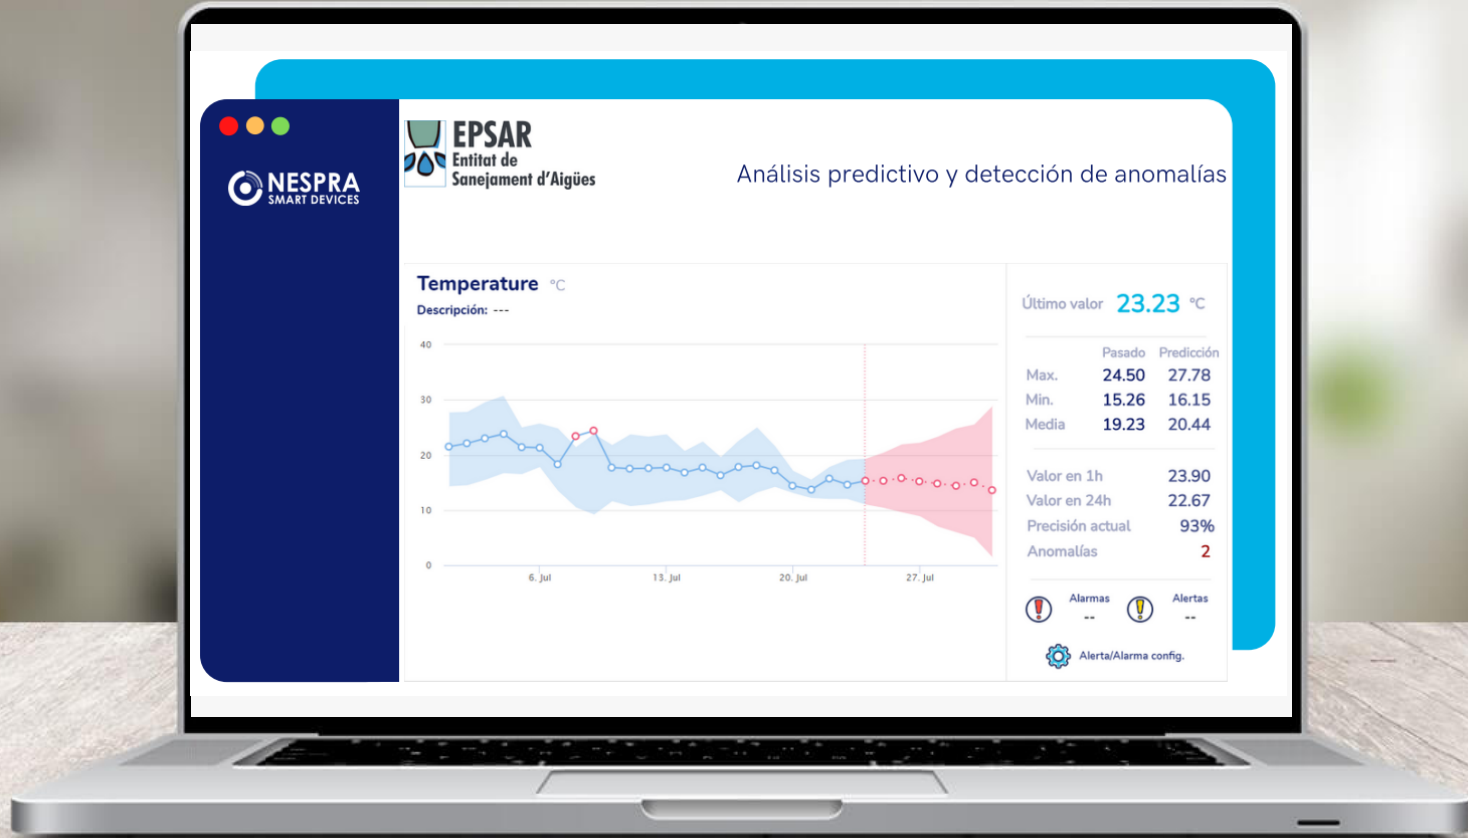 EPSAR
Entitat de
Sanejament d'Aigües
NESPRA
SMART DEVICES
Análisis predictivo y detección de anomalías
Temperature °C
Descripción: ---
40
30
20
10
0
6. Jul
13. Jul
20. Jul
27. Jul
Último valor 23.23 °C
Pasado Predicción
Max. 24.50 27.78
Min. 15.26 16.15
Media 19.23 20.44
Valor en 1h 23.90
Valor en 24h 22.67
Precisión actual 93%
Anomalías 2
Alarmas
--
Alertas
--
Alerta/Alarma config.